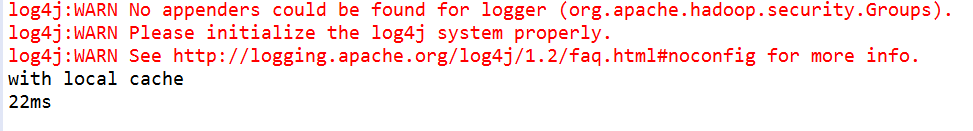 log4j:WARN No appenders could be found for logger (org.apache.hadoop.security.Groups).
log4j:WARN Please initialize the log4j system properly.
log4j:WARN See http://logging.apache.org/log4j/1.2/faq.html#noconfig for more info.
with local cache
22ms